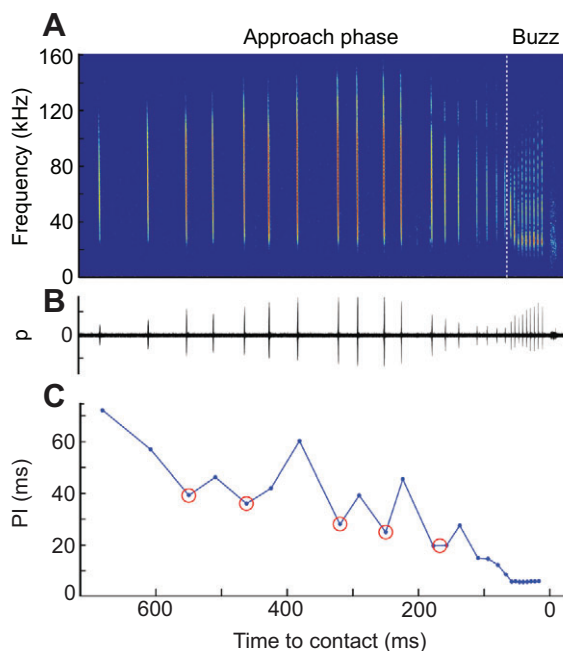 A
Approach phase
Buzz
160
120
80
40
0
Frequency (kHz)
B
0
p
C
60
40
20
0
PI (ms)
600
400
200
0
Time to contact (ms)